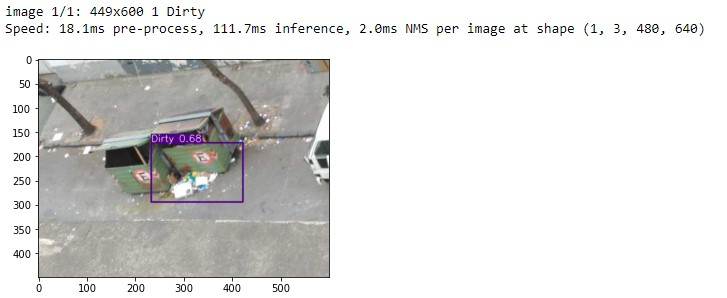 image 1/1: 449x600 1 Dirty
Speed: 18.1ms pre-process, 111.7ms inference, 2.0ms NMS per image at shape (1, 3, 480, 640)
0
50
100
150
200
250
300
350
400
Dirty 0.68
0 100 200 300 400 500